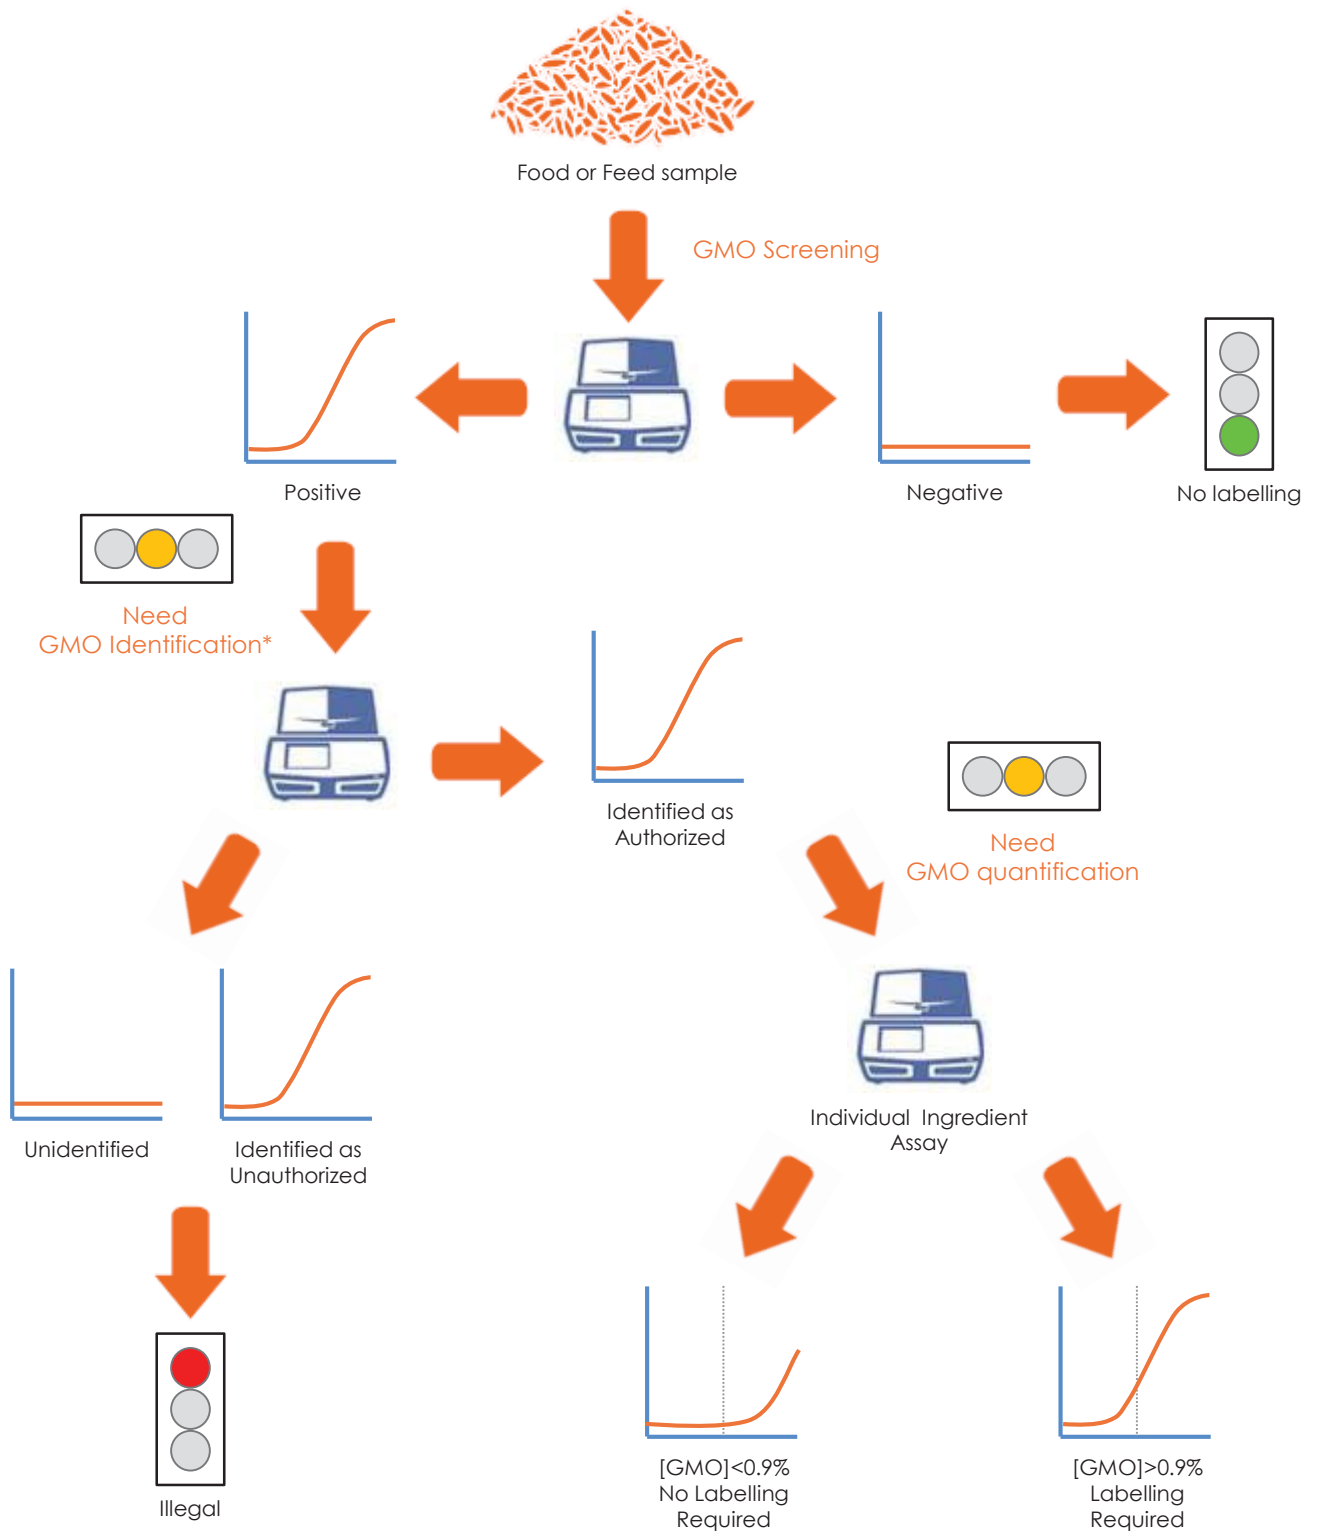 Food or Feed sample
GMO Screening
Positive
Negative
No labelling
Need
GMO Identification*
Identified as
Authorized
Need
GMO quantification
Unidentified
Identified as
Unauthorized
Individual Ingredient
Assay
Illegal
[GMO]<0.9%
No Labelling
Required
[GMO]>0.9%
Labelling
Required